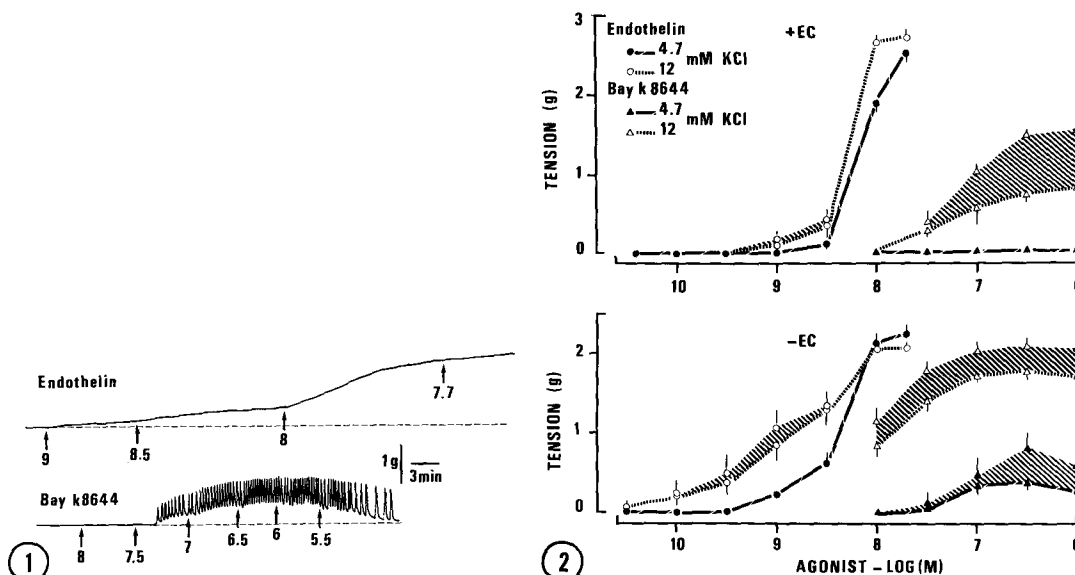 Endothelin
9
8.5
8
7.7
1g
3min
Bay k8644
8
7.5
7
6.5
6
5.5
1
2
Endothelin
4.7
mM KCl
12
Bay k 8644
4.7
mM KCl
12
+EC
TENSION (g)
3
2
1
0
10
9
8
7
-EC
TENSION (g)
2
1
0
10
9
8
7
AGONIST -LOG(M)